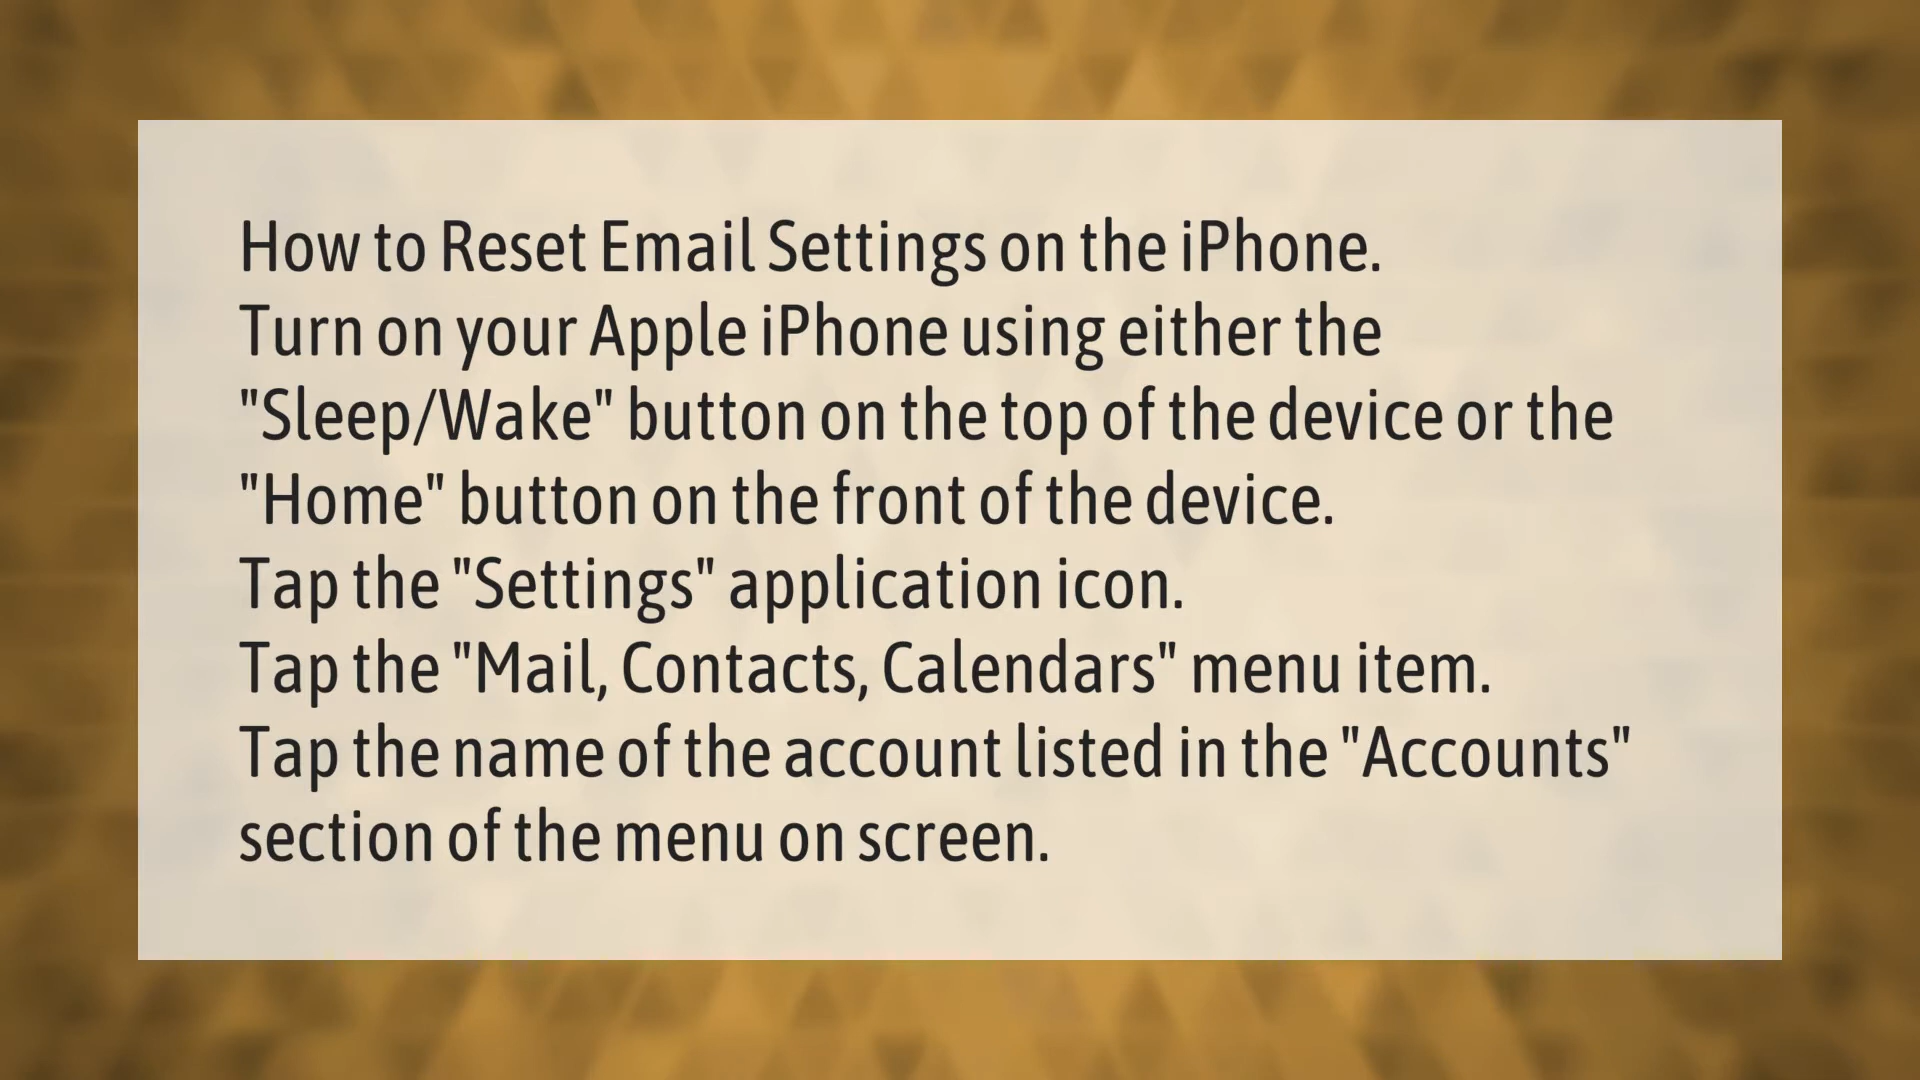 How to Reset Email Settings on the iPhone.
Turn on your Apple iPhone using either the
"Sleep/Wake" button on the top of the device or the
"Home" button on the front of the device.
Tap the "Settings" application icon.
Tap the "Mail, Contacts, Calendars" menu item.
Tap the name of the account listed in the "Accounts"
section of the menu on screen.